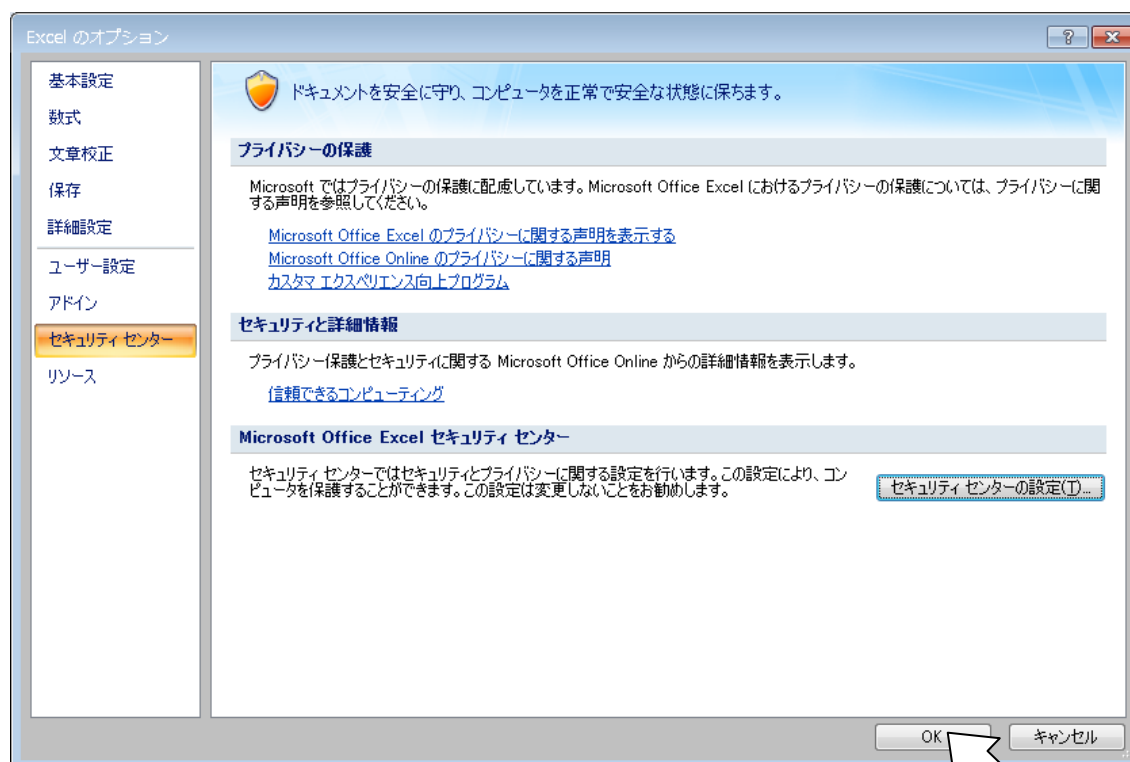 Excel のオプション
基本設定
数式
文章校正
保存
詳細設定
ユーザー設定
アドイン
セキュリティ センター
リソース
ドキュメントを安全に守り、コンピュータを正常で安全な状態に保ちます。
プライバシーの保護
Microsoft ではプライバシーの保護に配慮しています。Microsoft Office Excel におけるプライバシーの保護については、プライバシーに関
する声明を参照してください。
Microsoft Office Excel のプライバシーに関する声明を表示する
Microsoft Office Online のプライバシーに関する声明
カスタマ エクスペリエンス向上プログラム
セキュリティと詳細情報
プライバシー保護とセキュリティに関する Microsoft Office Online からの詳細情報を表示します。
信頼できるコンピューティング
Microsoft Office Excel セキュリティ センター
セキュリティ センターではセキュリティとプライバシーに関する設定を行います。この設定により、コン
ピュータを保護することができます。この設定は変更しないことをお勧めします。
セキュリティ センターの設定(T)...
OK
キャンセル